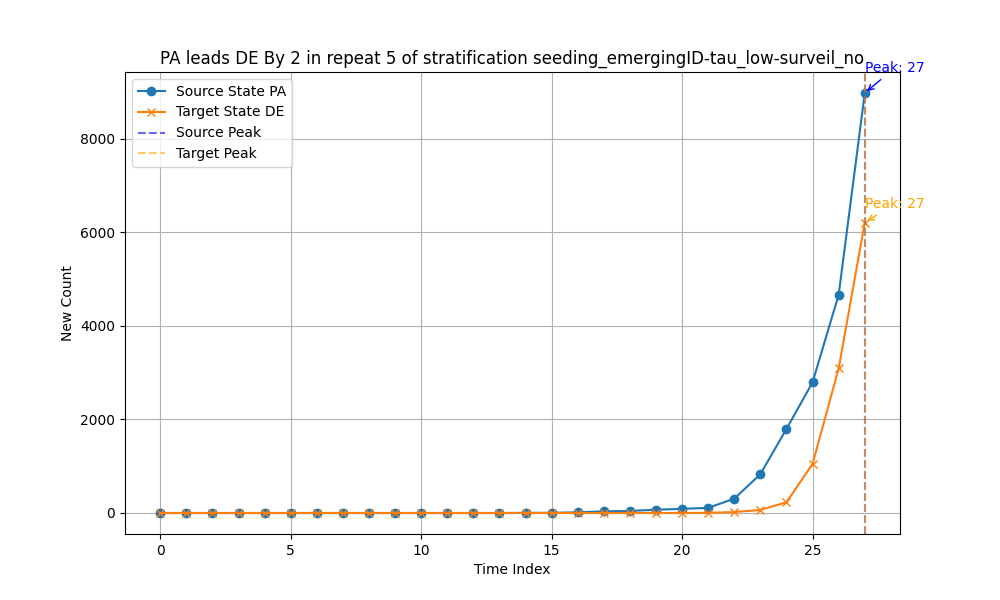 PA leads DE By 2 in repeat 5 of stratification seeding_emergingID-tau_low-surveil_no
Peak: 27
Source State PA
Target State DE
Source Peak
Target Peak
Peak: 27
8000
6000
4000
2000
0
New Count
0 5 10 15 20 25
Time Index